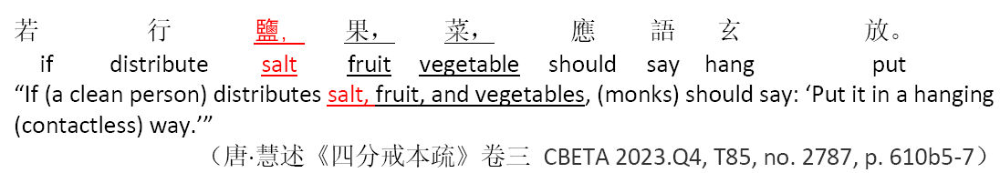 若 行 鹽, 果, 菜, 應 語 玄 放。
if distribute salt fruit vegetable should say hang put
“If (a clean person) distributes salt, fruit, and vegetables, (monks) should say: ‘Put it in a hanging
(contactless) way.’”
(唐·慧述《四分戒本疏》卷三 CBETA 2023.Q4, T85, no. 2787, p. 610b5-7)